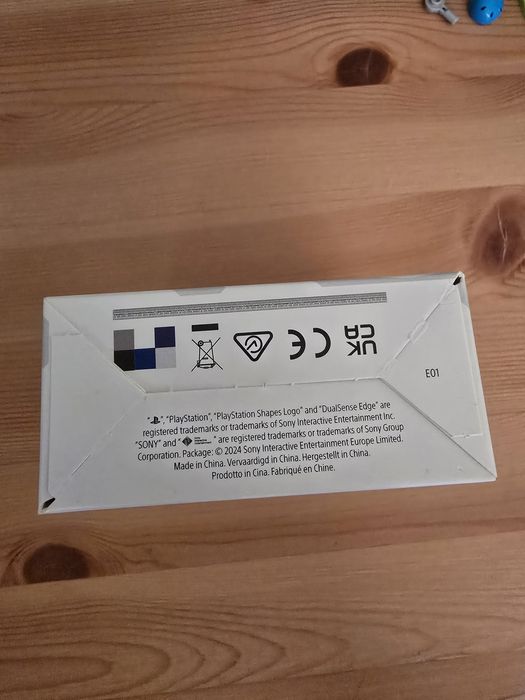 UK
CA
CE
E01
" ", "PlayStation", "PlayStation Shapes Logo" and "DualSense Edge" are
registered trademarks or trademarks of Sony Interactive Entertainment Inc.
"SONY" and " " are registered trademarks or trademarks of Sony Group
Corporation. Package: © 2024 Sony Interactive Entertainment Europe Limited.
Made in China. Vervaardigd in China. Hergestellt in China.
Prodotto in Cina. Fabriqué en Chine.